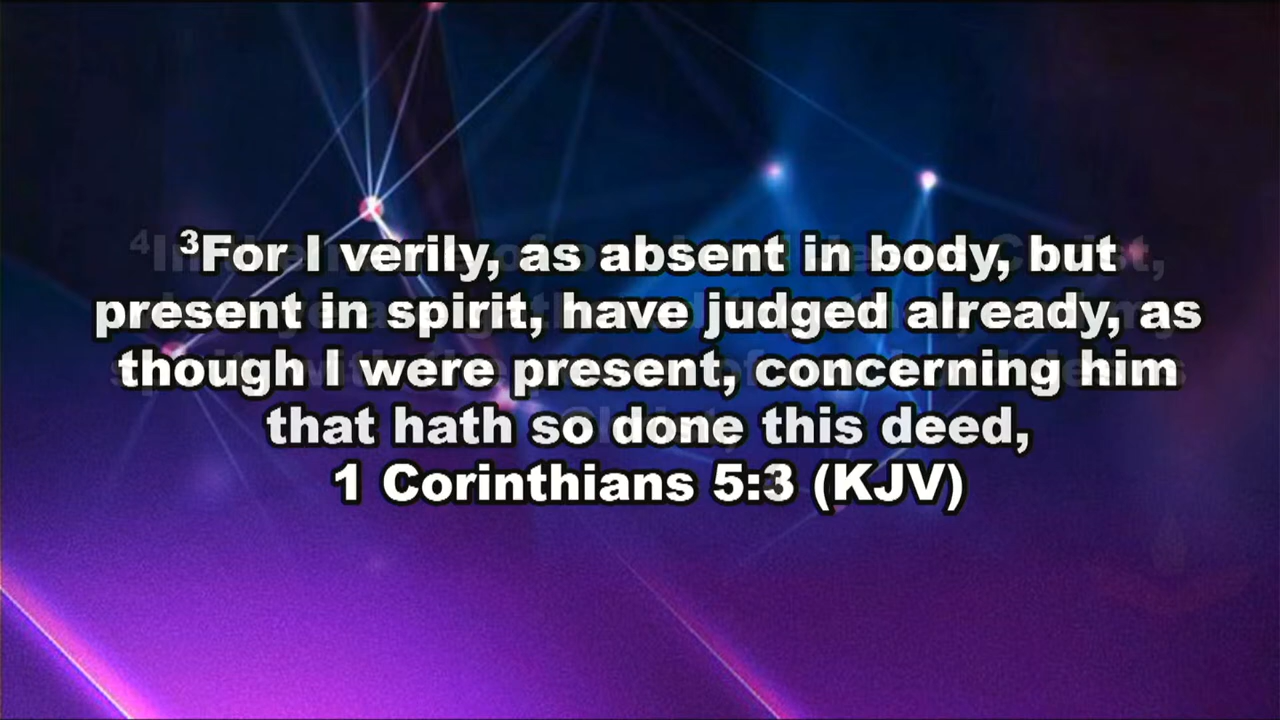 ³For I verily, as absent in body, but
present in spirit, have judged already, as
though I were present, concerning him
that hath so done this deed,
1 Corinthians 5:3 (KJV)